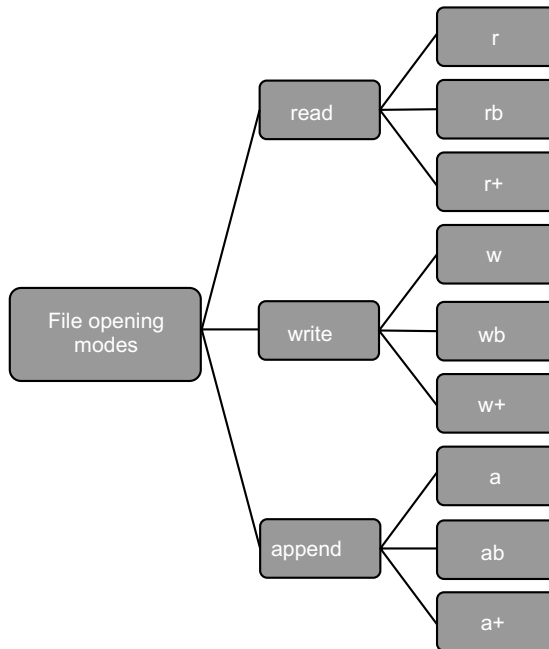 File opening
modes
read
r
rb
r+
write
w
wb
w+
append
a
ab
a+